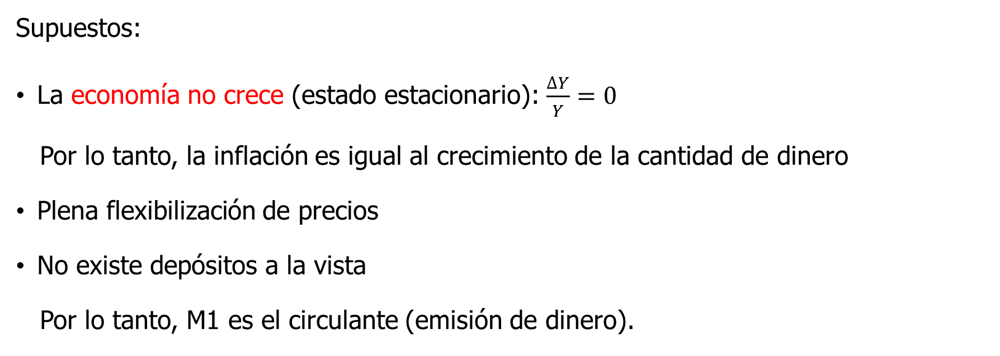 Supuestos:
• La economía no crece (estado estacionario): ΔY/Y = 0
Por lo tanto, la inflación es igual al crecimiento de la cantidad de dinero
• Plena flexibilización de precios
• No existe depósitos a la vista
Por lo tanto, M1 es el circulante (emisión de dinero).